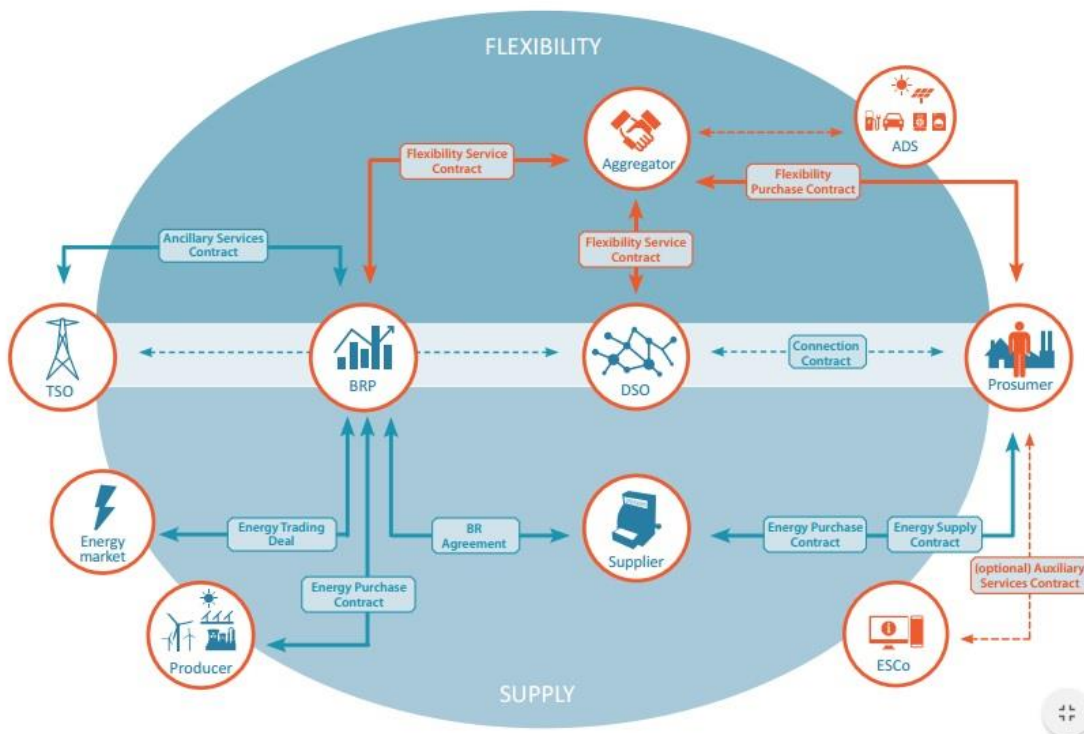 FLEXIBILITY
ADS
Aggregator
Flexibility Service
Contract
Flexibility
Purchase Contract
Ancillary Services
Contract
Flexibility Service
Contract
TSO
BRP
DSO
Connection
Contract
Prosumer
Energy
market
Energy Trading
Deal
BR
Agreement
Supplier
Energy Purchase
Contract
Energy Supply
Contract
(optional) Auxiliary
Services Contract
Energy Purchase
Contract
Producer
ESCo
SUPPLY